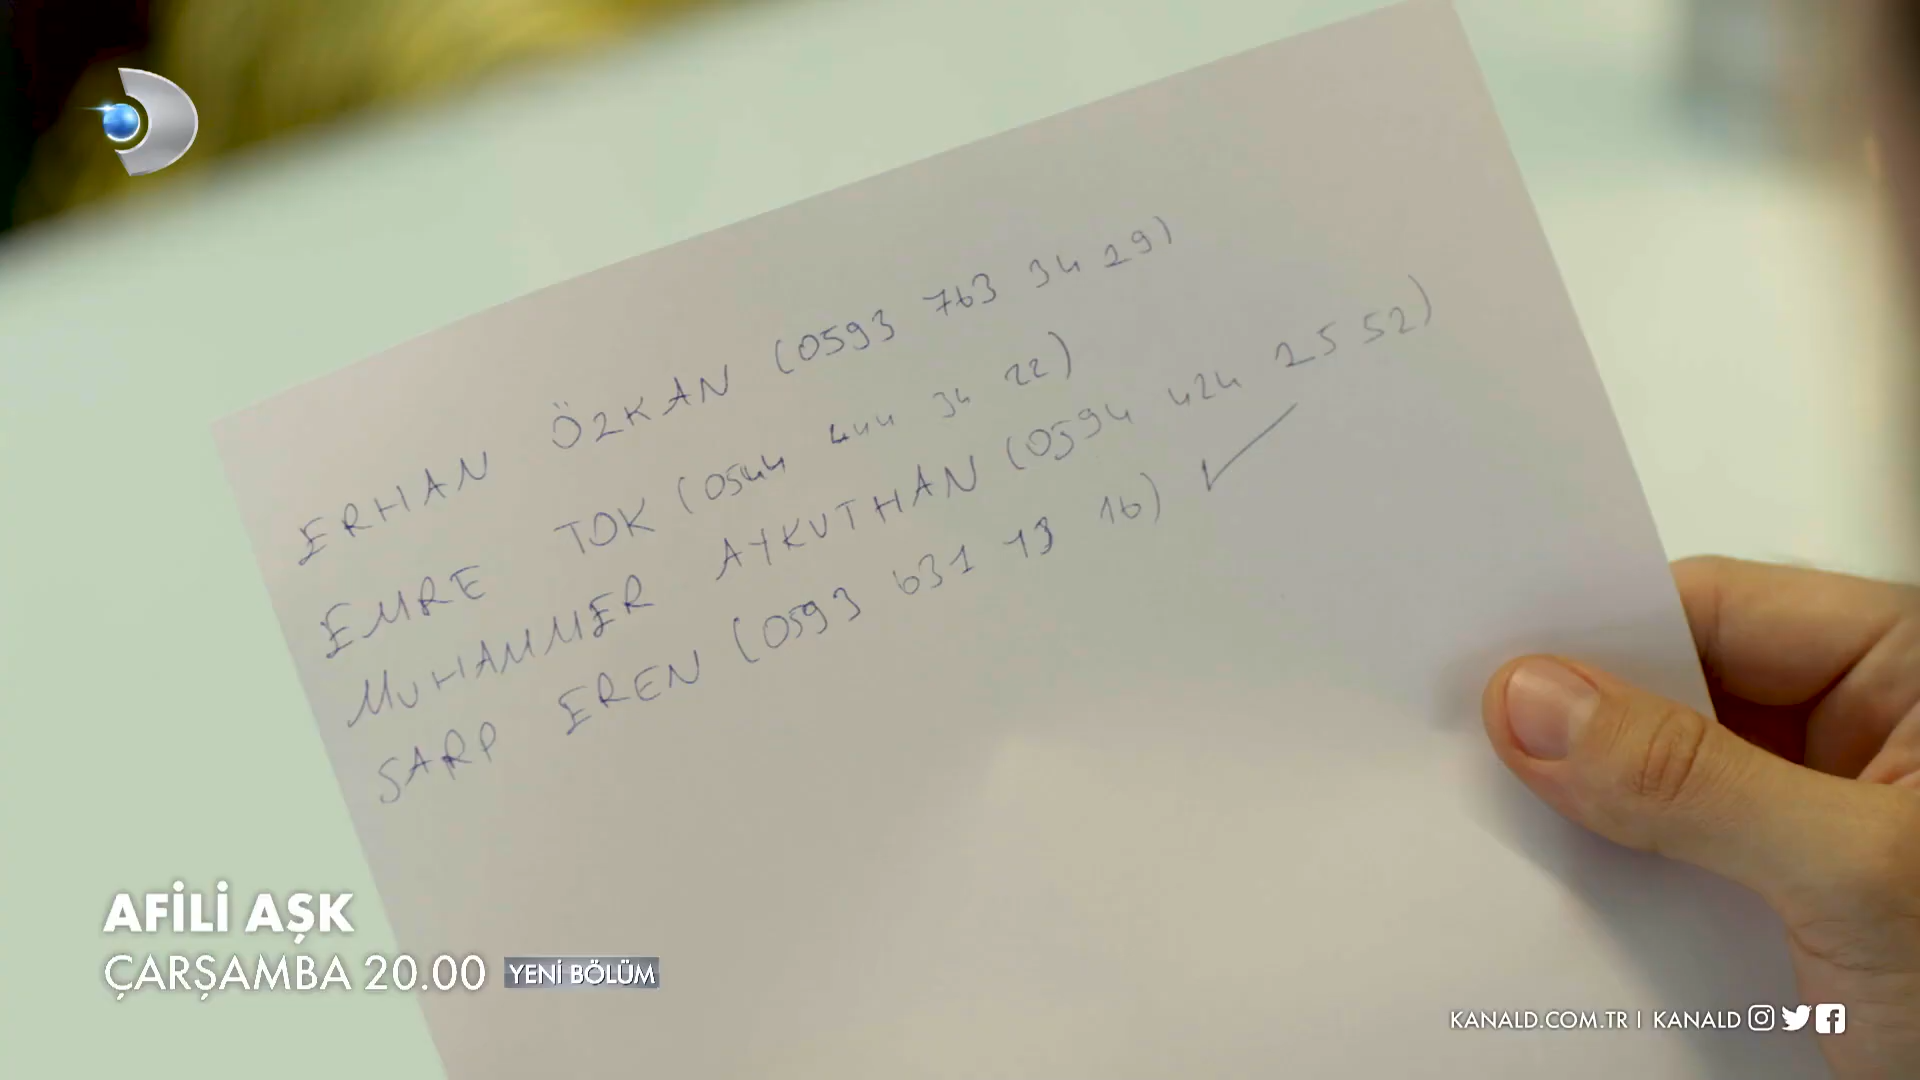 ERHAN ÖZKAN (0593 763 34 29)
EMRE TOK (0544 444 34 22)
MUHAMMER AYKUTHAN (0594 424 25 52)
SARP EREN (0593 631 13 16) ✓
AFİLİ AŞK
ÇARŞAMBA 20.00 YENİ BÖLÜM
KANALD.COM.TR | KANALD